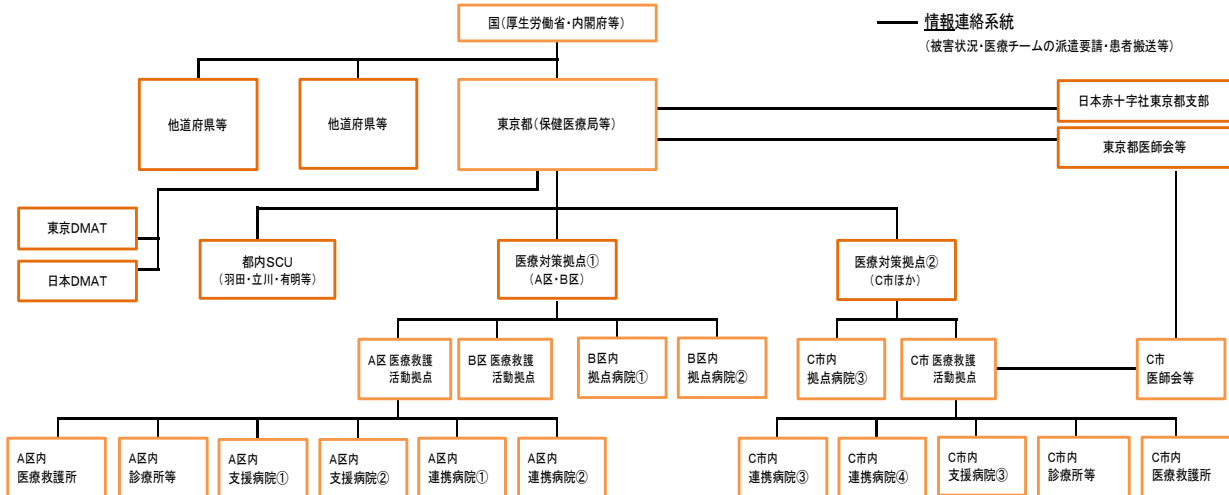 国(厚生労働省・内閣府等)
情報連絡系統
(被害状況・医療チームの派遣要請・患者搬送等)
他道府県等
他道府県等
東京都(保健医療局等)
日本赤十字社東京都支部
東京都医師会等
東京DMAT
日本DMAT
都内SCU
(羽田・立川・有明等)
医療対策拠点①
(A区・B区)
医療対策拠点②
(C市ほか)
A区 医療救護
活動拠点
B区 医療救護
活動拠点
B区内
拠点病院①
B区内
拠点病院②
C市内
拠点病院③
C市 医療救護
活動拠点
C市
医師会等
A区内
医療救護所
A区内
診療所等
A区内
支援病院①
A区内
支援病院②
A区内
連携病院①
A区内
連携病院②
C市内
連携病院③
C市内
連携病院④
C市内
支援病院③
C市内
診療所等
C市内
医療救護所